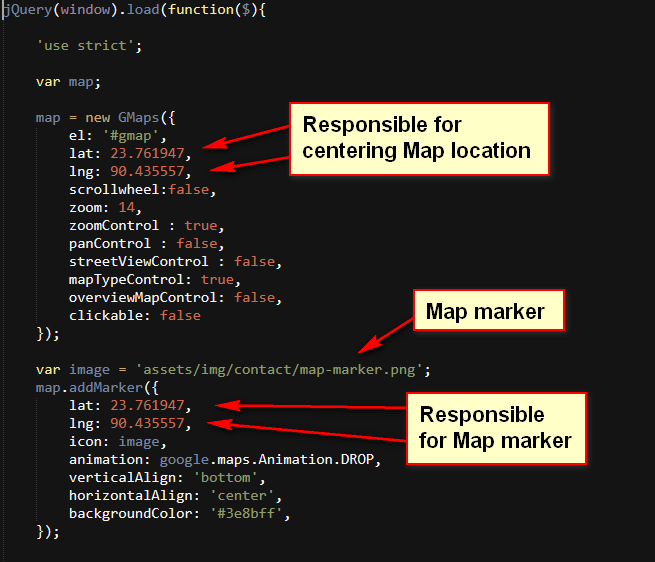 jQuery(window).load(function($){
'use strict';
var map;
map = new GMaps({
el: '#gmap',
lat: 23.761947,
lng: 90.435557,
scrollwheel:false,
zoom: 14,
zoomControl : true,
panControl : false,
streetViewControl : false,
mapTypeControl: true,
overviewMapControl: false,
clickable: false
});
Responsible for
centering Map location
Map marker
var image = 'assets/img/contact/map-marker.png';
map.addMarker({
lat: 23.761947,
lng: 90.435557,
icon: image,
animation: google.maps.Animation.DROP,
verticalAlign: 'bottom',
horizontalAlign: 'center',
backgroundColor: '#3e8bff',
});
Responsible
for Map marker